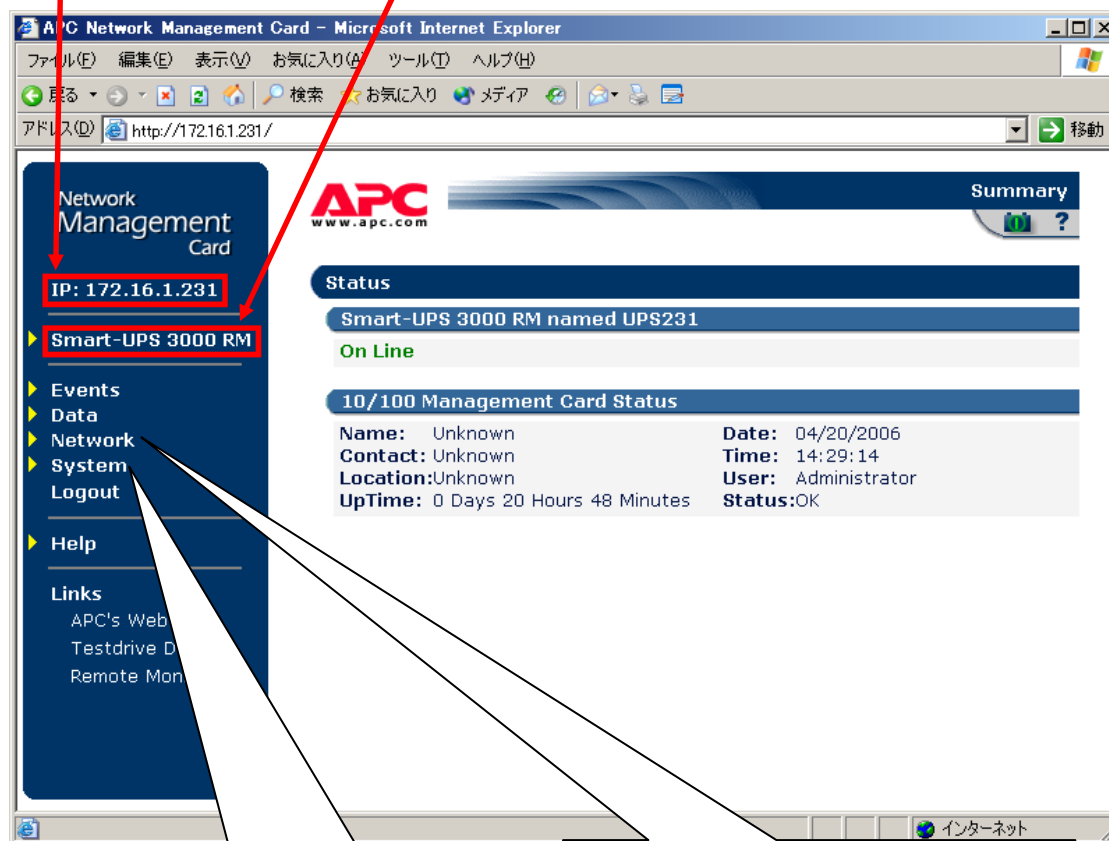 APC Network Management Card - Microsoft Internet Explorer
ファイル(F) 編集(E) 表示(V) お気に入り(A) ツール(T) ヘルプ(H)
戻る 検索 お気に入り メディア
アドレス(D) http://172.16.1.231/ 移動
Network
Management
Card
APC
www.apc.com
Summary
?
IP: 172.16.1.231
Smart-UPS 3000 RM
Events
Data
Network
System
Logout
Help
Links
APC's Web
Testdrive D
Remote Mon
Status
Smart-UPS 3000 RM named UPS231
On Line
10/100 Management Card Status
Name: Unknown Date: 04/20/2006
Contact: Unknown Time: 14:29:14
Location:Unknown User: Administrator
UpTime: 0 Days 20 Hours 48 Minutes Status:OK
インターネット